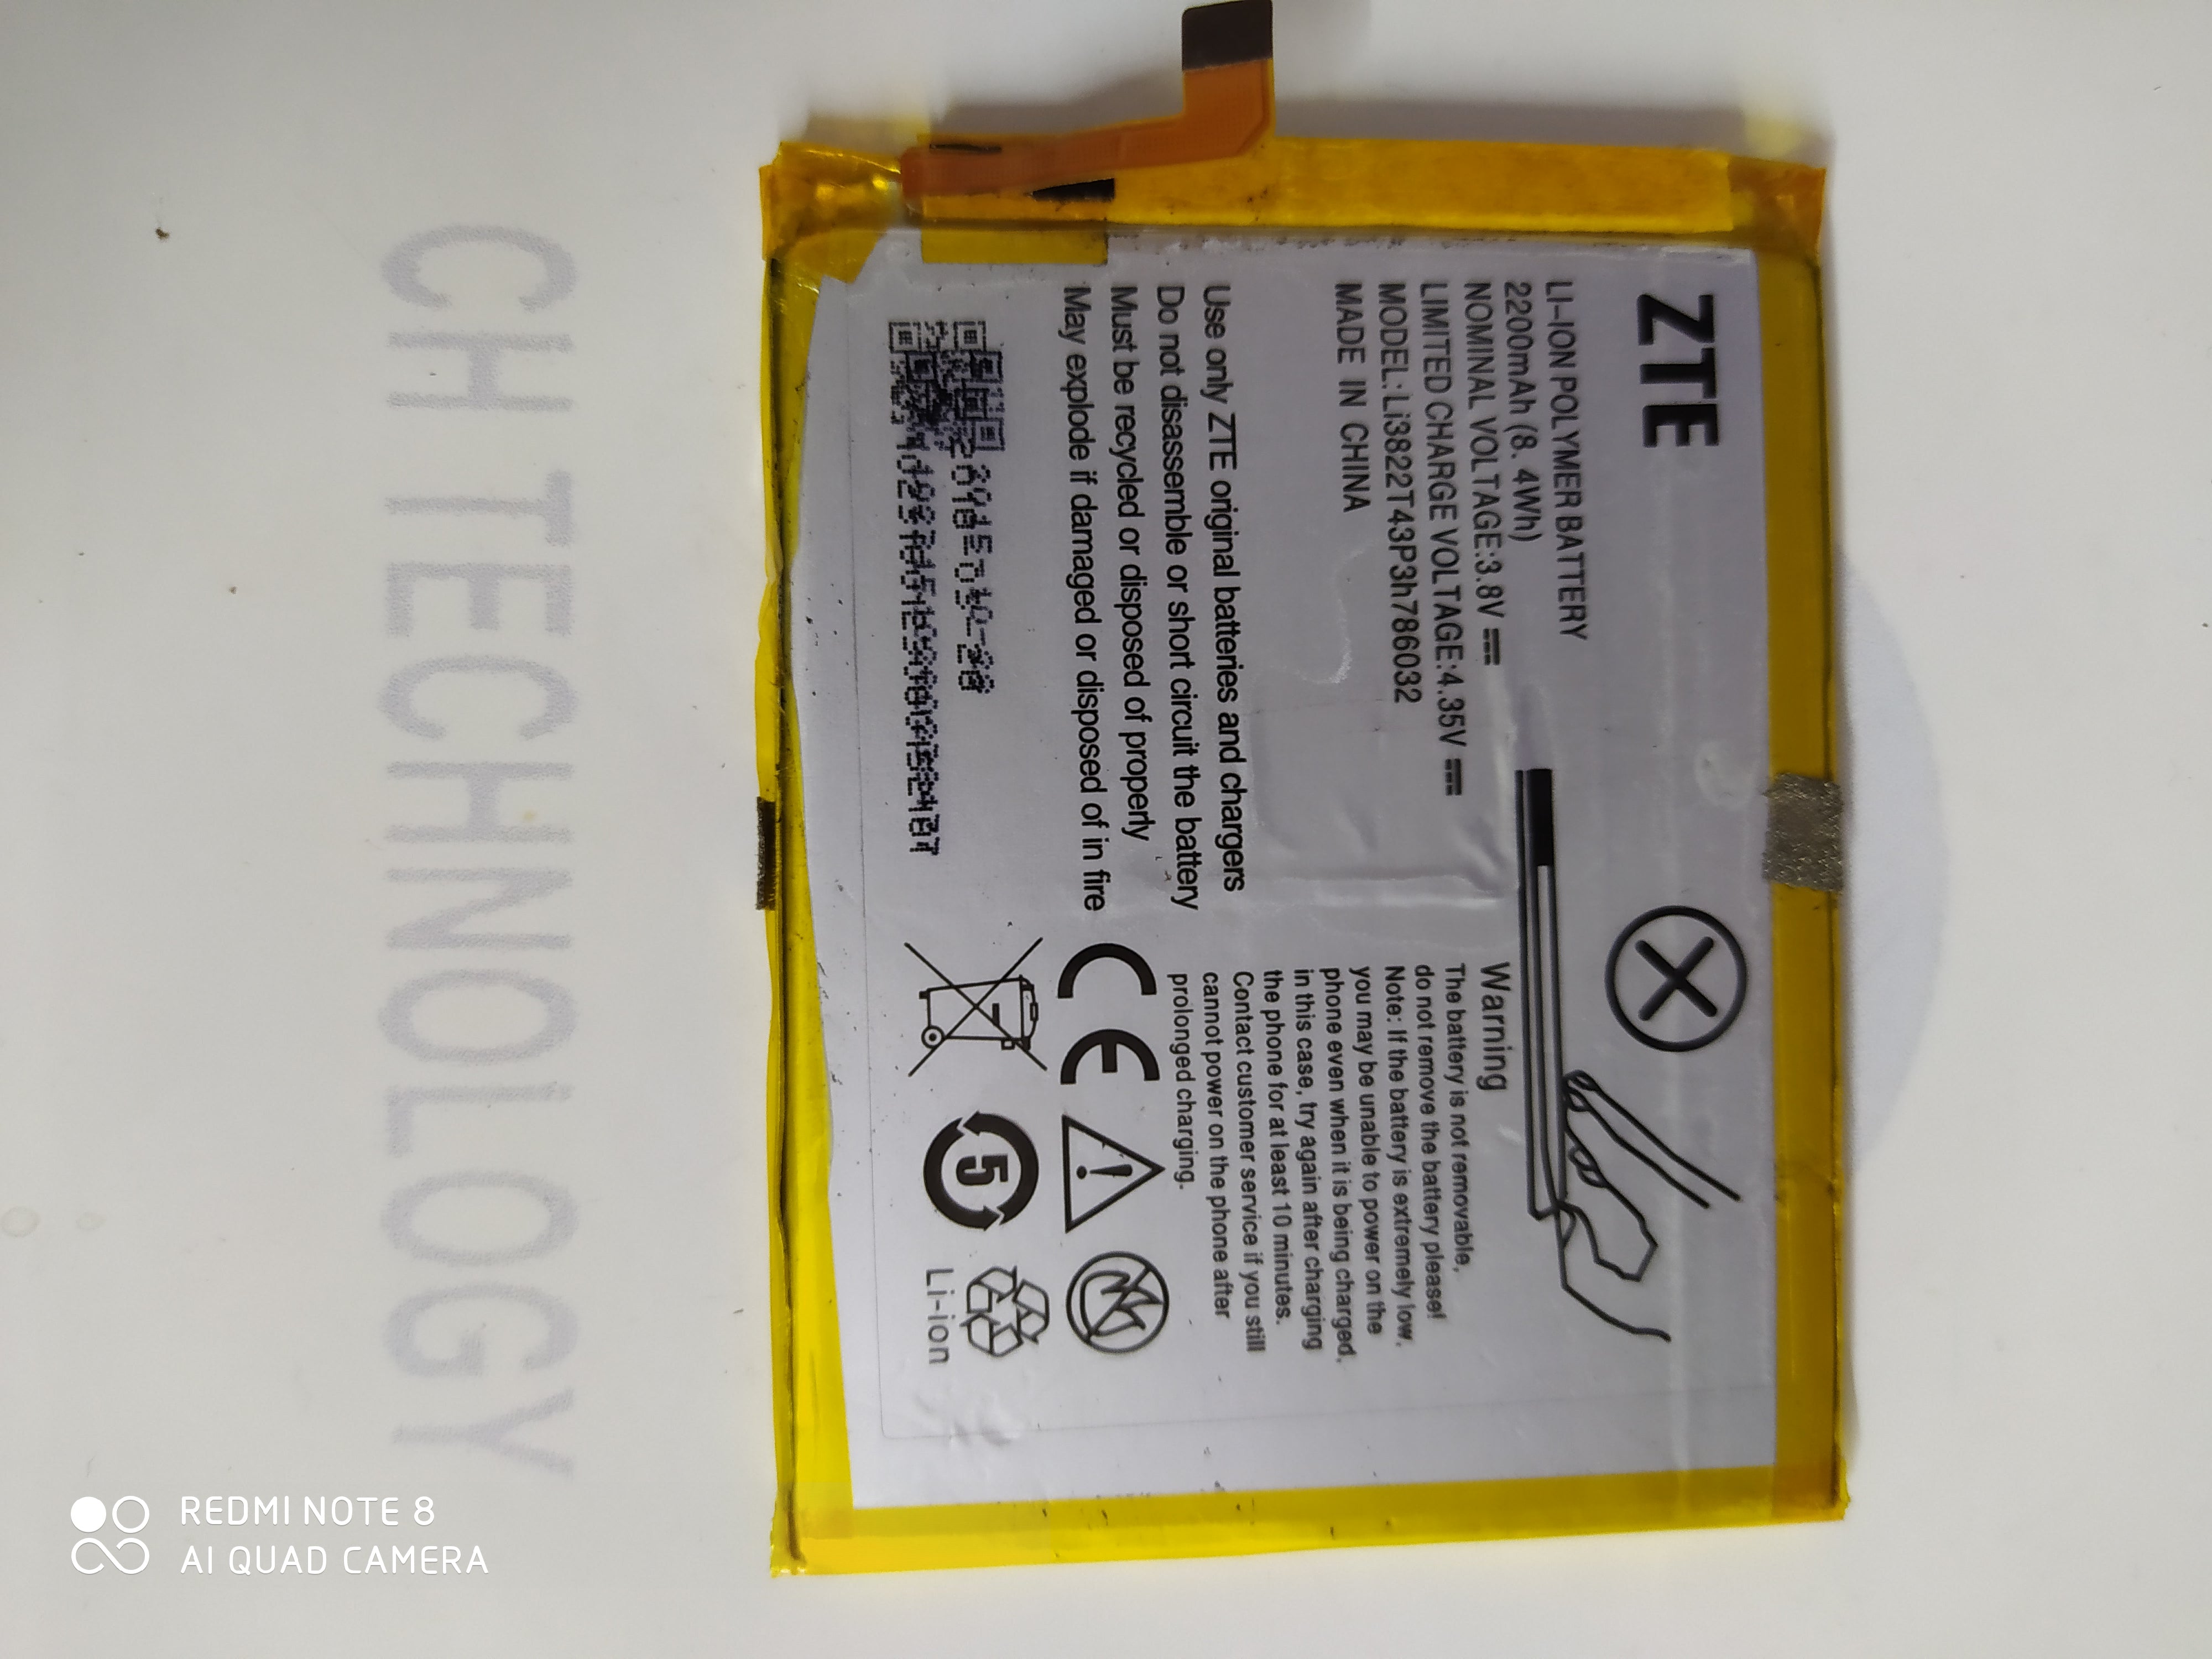 ZTE
LI-ION POLYMER BATTERY
2200mAh (8. 4Wh)
NOMINAL VOLTAGE:3.8V
LIMITED CHARGE VOLTAGE:4.35V
MODEL:Li3822T43P3h786032
MADE IN CHINA
Use only ZTE original batteries and chargers
Do not disassemble or short circuit the battery
Must be recycled or disposed of properly
May explode if damaged or disposed of in fire
Warning
The battery is not removable,
do not remove the battery please!
Note: If the battery is extremely low,
you may be unable to power on the
phone even when it is being charged.
in this case, try again after charging
the phone for at least 10 minutes.
Contact customer service if you still
cannot power on the phone after
prolonged charging.
CE
5
Li-ion
CH TECHNOLOGY
REDMI NOTE 8
AI QUAD CAMERA